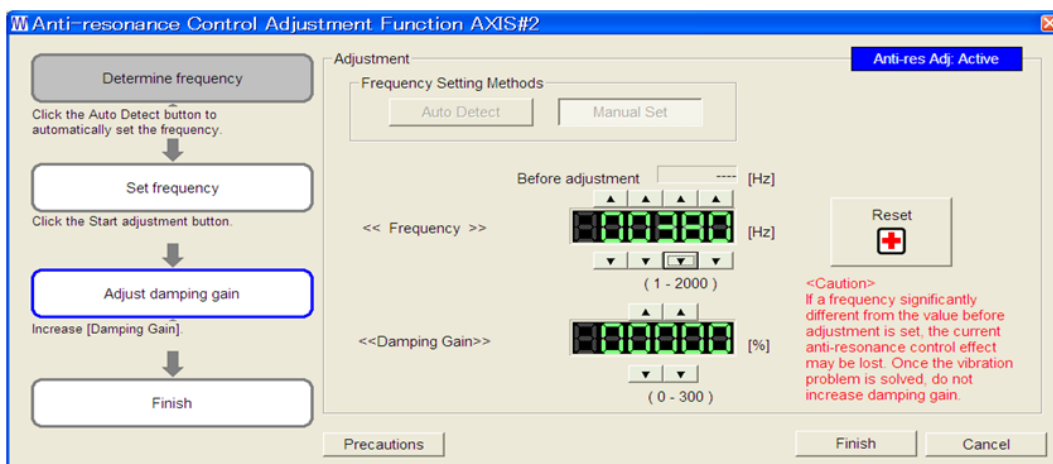 W Anti-resonance Control Adjustment Function AXIS#2
Determine frequency
Click the Auto Detect button to
automatically set the frequency.
Set frequency
Click the Start adjustment button.
Adjust damping gain
Increase [Damping Gain].
Finish
Adjustment
Anti-res Adj: Active
Frequency Setting Methods
Auto Detect
Manual Set
Before adjustment ---- [Hz]
<< Frequency >> 00380 [Hz]
( 1 - 2000 )
<<Damping Gain>> 00000 [%]
( 0 - 300 )
Reset
<Caution>
If a frequency significantly
different from the value before
adjustment is set, the current
anti-resonance control effect
may be lost. Once the vibration
problem is solved, do not
increase damping gain.
Precautions
Finish
Cancel